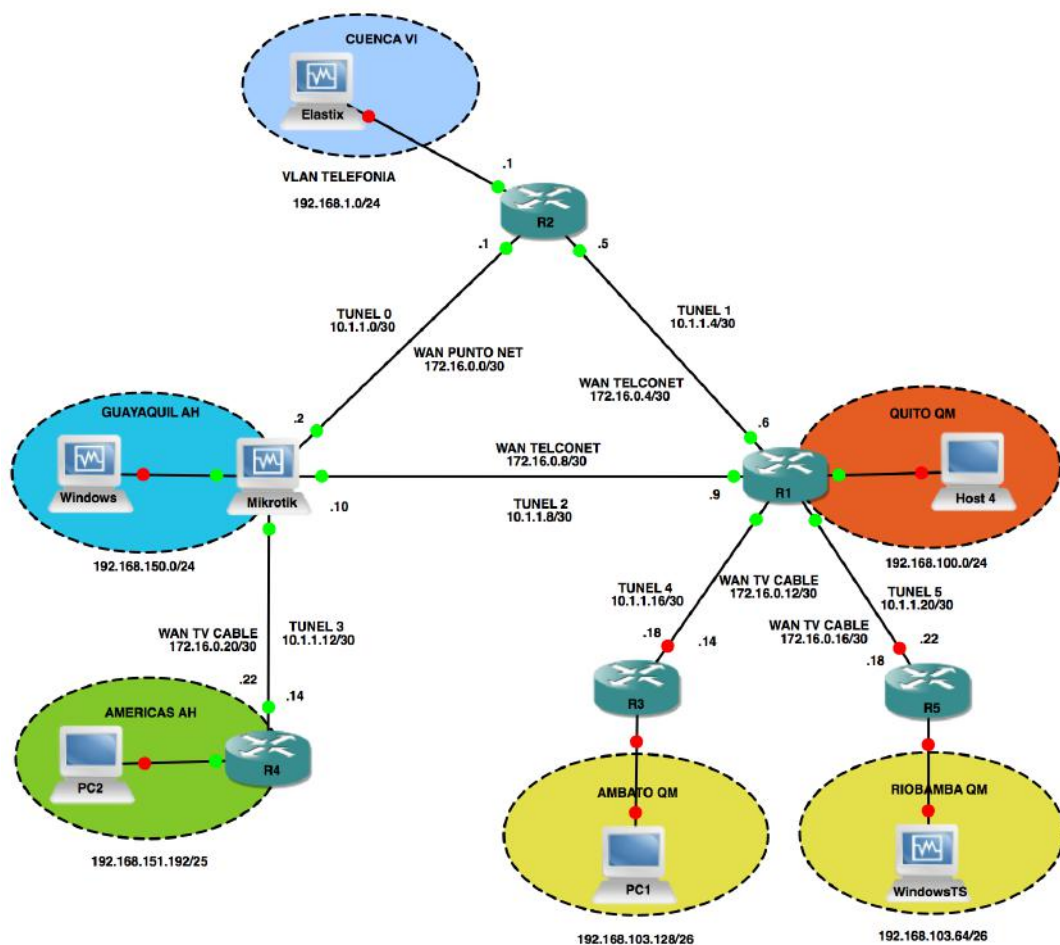 CUENCA VI
Elastix
VLAN TELEFONIA
192.168.1.0/24
.1
R2
.1
.5
TUNEL 0
10.1.1.0/30
WAN PUNTO NET
172.16.0.0/30
TUNEL 1
10.1.1.4/30
WAN TELCONET
172.16.0.4/30
GUAYAQUIL AH
.2
.6
QUITO QM
WAN TELCONET
172.16.0.8/30
Windows
Mikrotik
.10
.9
R1
Host 4
TUNEL 2
10.1.1.8/30
192.168.150.0/24
192.168.100.0/24
TUNEL 4
10.1.1.16/30
WAN TV CABLE
172.16.0.12/30
TUNEL 5
10.1.1.20/30
WAN TV CABLE
172.16.0.16/30
TUNEL 3
10.1.1.12/30
WAN TV CABLE
172.16.0.20/30
.18
.14
.22
.18
.22
.14
R3
R5
AMERICAS AH
R4
PC2
AMBATO QM
RIOBAMBA QM
192.168.151.192/25
PC1
WindowsTS
192.168.103.128/26
192.168.103.64/26